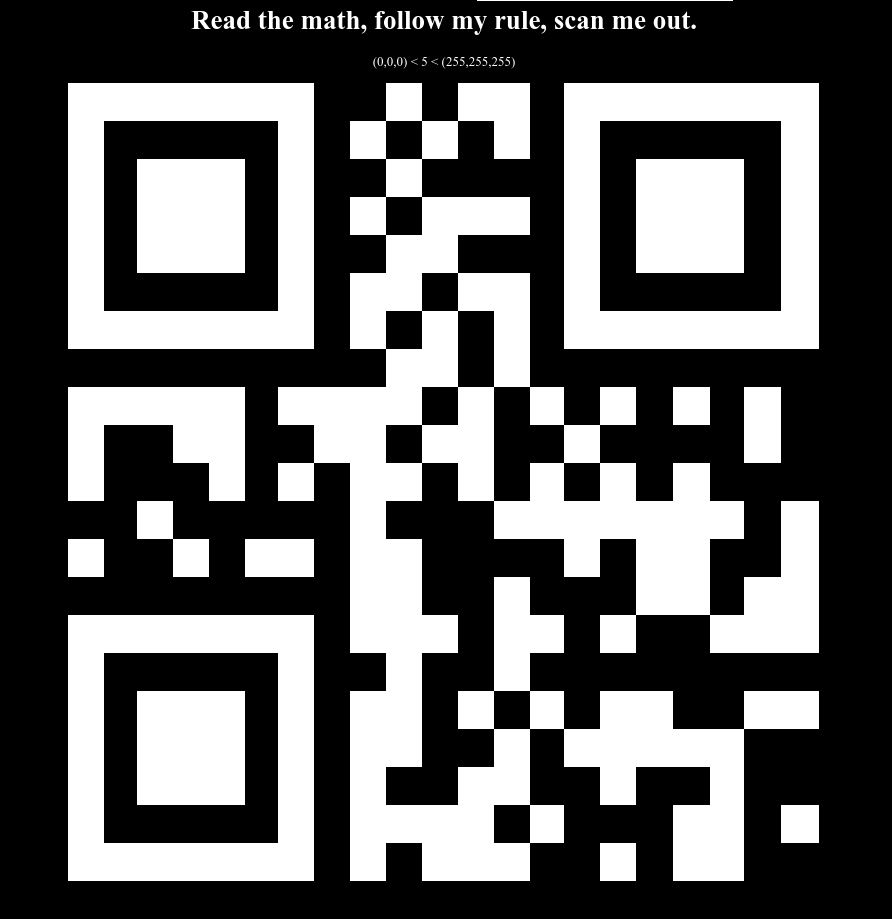 Read the math, follow my rule, scan me out.
(0,0,0) < 5 < (255,255,255)